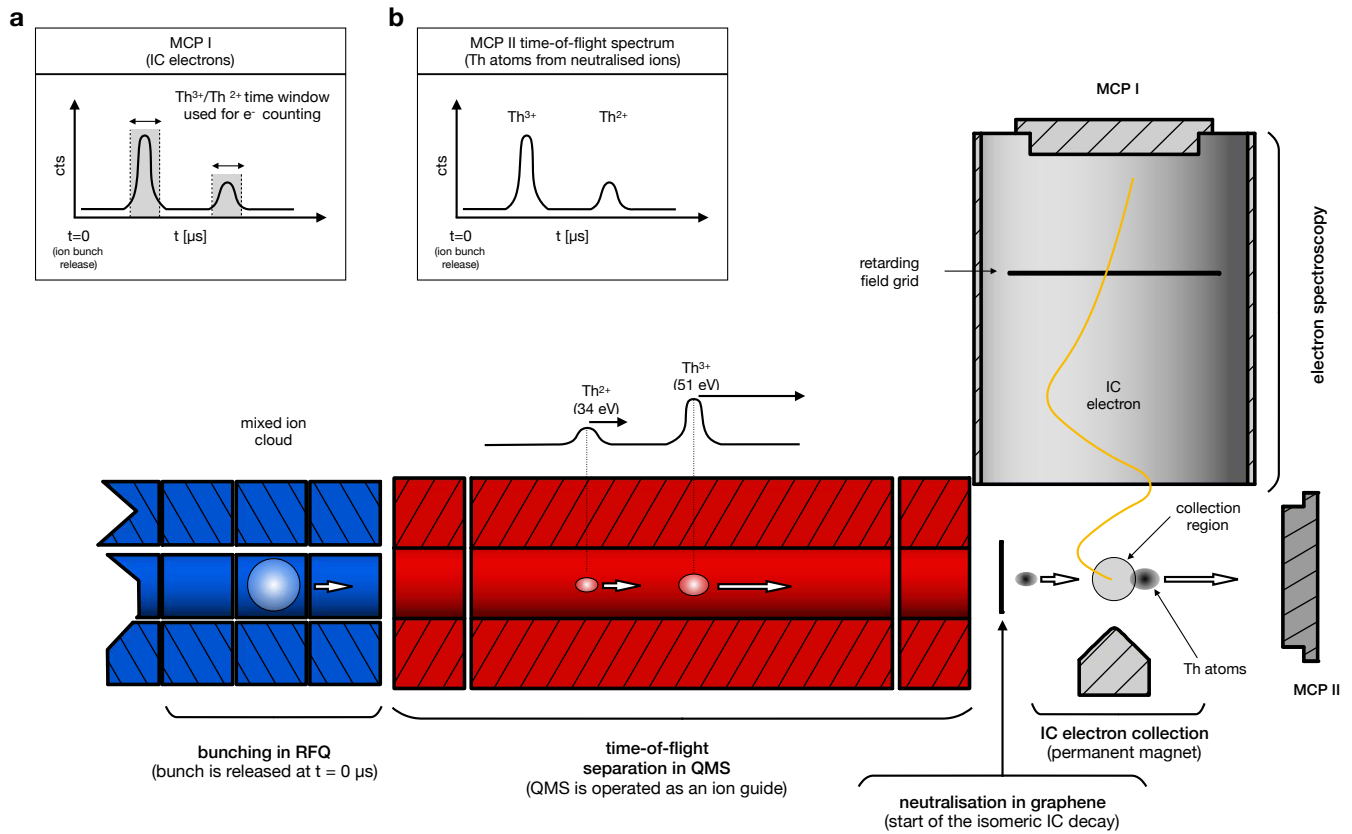 a
MCP I
(IC electrons)
Th³⁺/Th ²⁺ time window
used for e⁻ counting
cts
t=0
(ion bunch
release)
t [µs]
b
MCP II time-of-flight spectrum
(Th atoms from neutralised ions)
Th³⁺
Th²⁺
cts
t=0
(ion bunch
release)
t [µs]
MCP I
retarding
field grid
IC
electron
electron spectroscopy
mixed ion
cloud
Th²⁺
(34 eV)
Th³⁺
(51 eV)
collection
region
Th atoms
MCP II
bunching in RFQ
(bunch is released at t = 0 µs)
time-of-flight
separation in QMS
(QMS is operated as an ion guide)
IC electron collection
(permanent magnet)
neutralisation in graphene
(start of the isomeric IC decay)